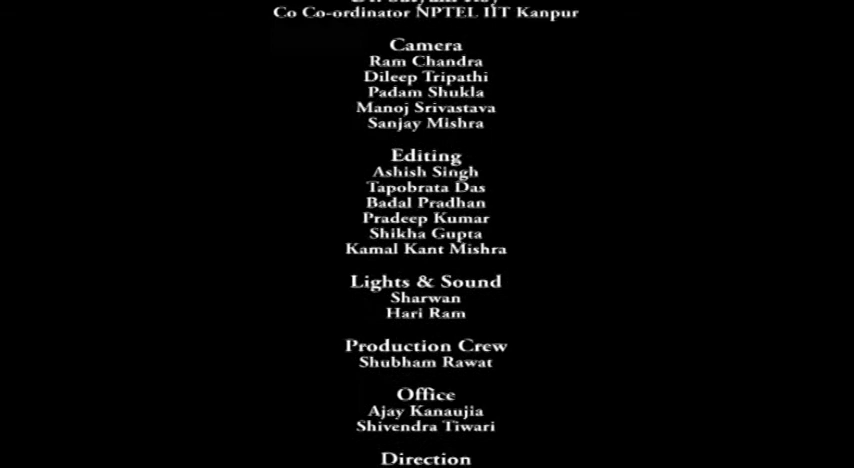 Co Co-ordinator NPTEL IIT Kanpur
Camera
Ram Chandra
Dileep Tripathi
Padam Shukla
Manoj Srivastava
Sanjay Mishra
Editing
Ashish Singh
Tapobrata Das
Badal Pradhan
Pradeep Kumar
Shikha Gupta
Kamal Kant Mishra
Lights & Sound
Sharwan
Hari Ram
Production Crew
Shubham Rawat
Office
Ajay Kanaujia
Shivendra Tiwari
Direction